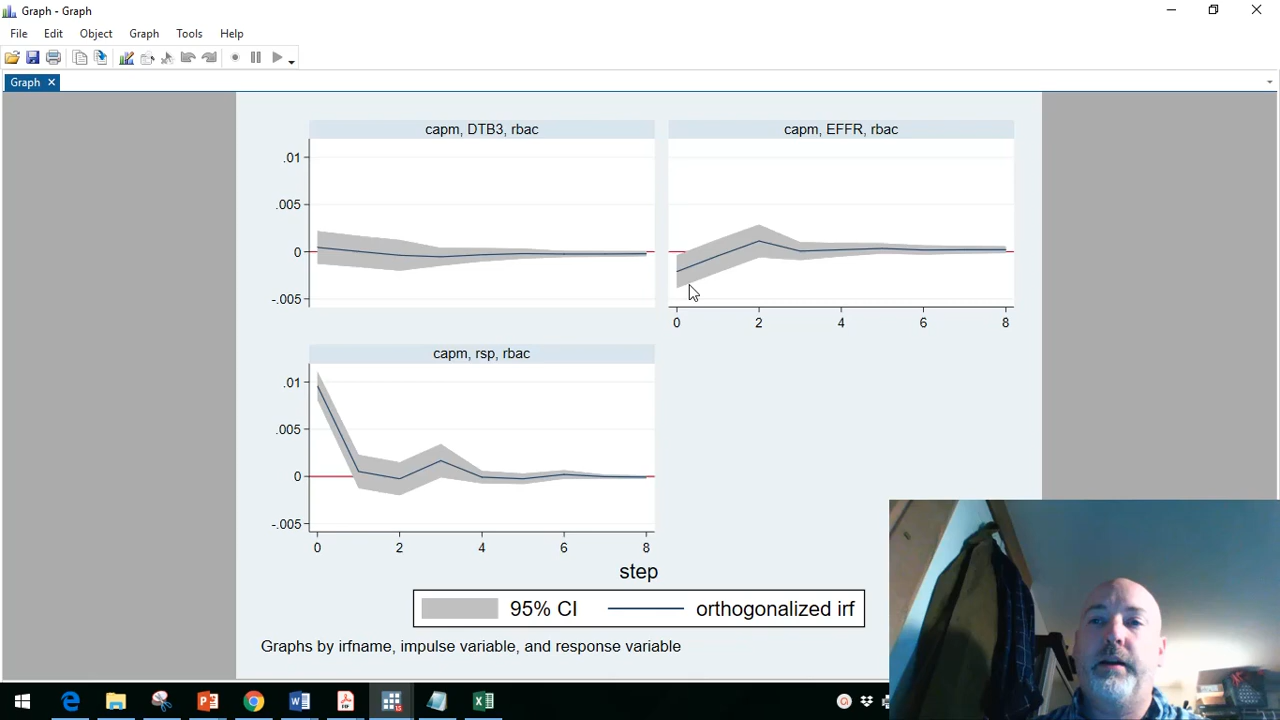 Graph - Graph
File Edit Object Graph Tools Help
Graph
capm, DTB3, rbac
capm, EFFR, rbac
.01
.005
0
-.005
0 2 4 6 8
capm, rsp, rbac
.01
.005
0
-.005
0 2 4 6 8
step
95% CI orthogonalized irf
Graphs by irfname, impulse variable, and response variable